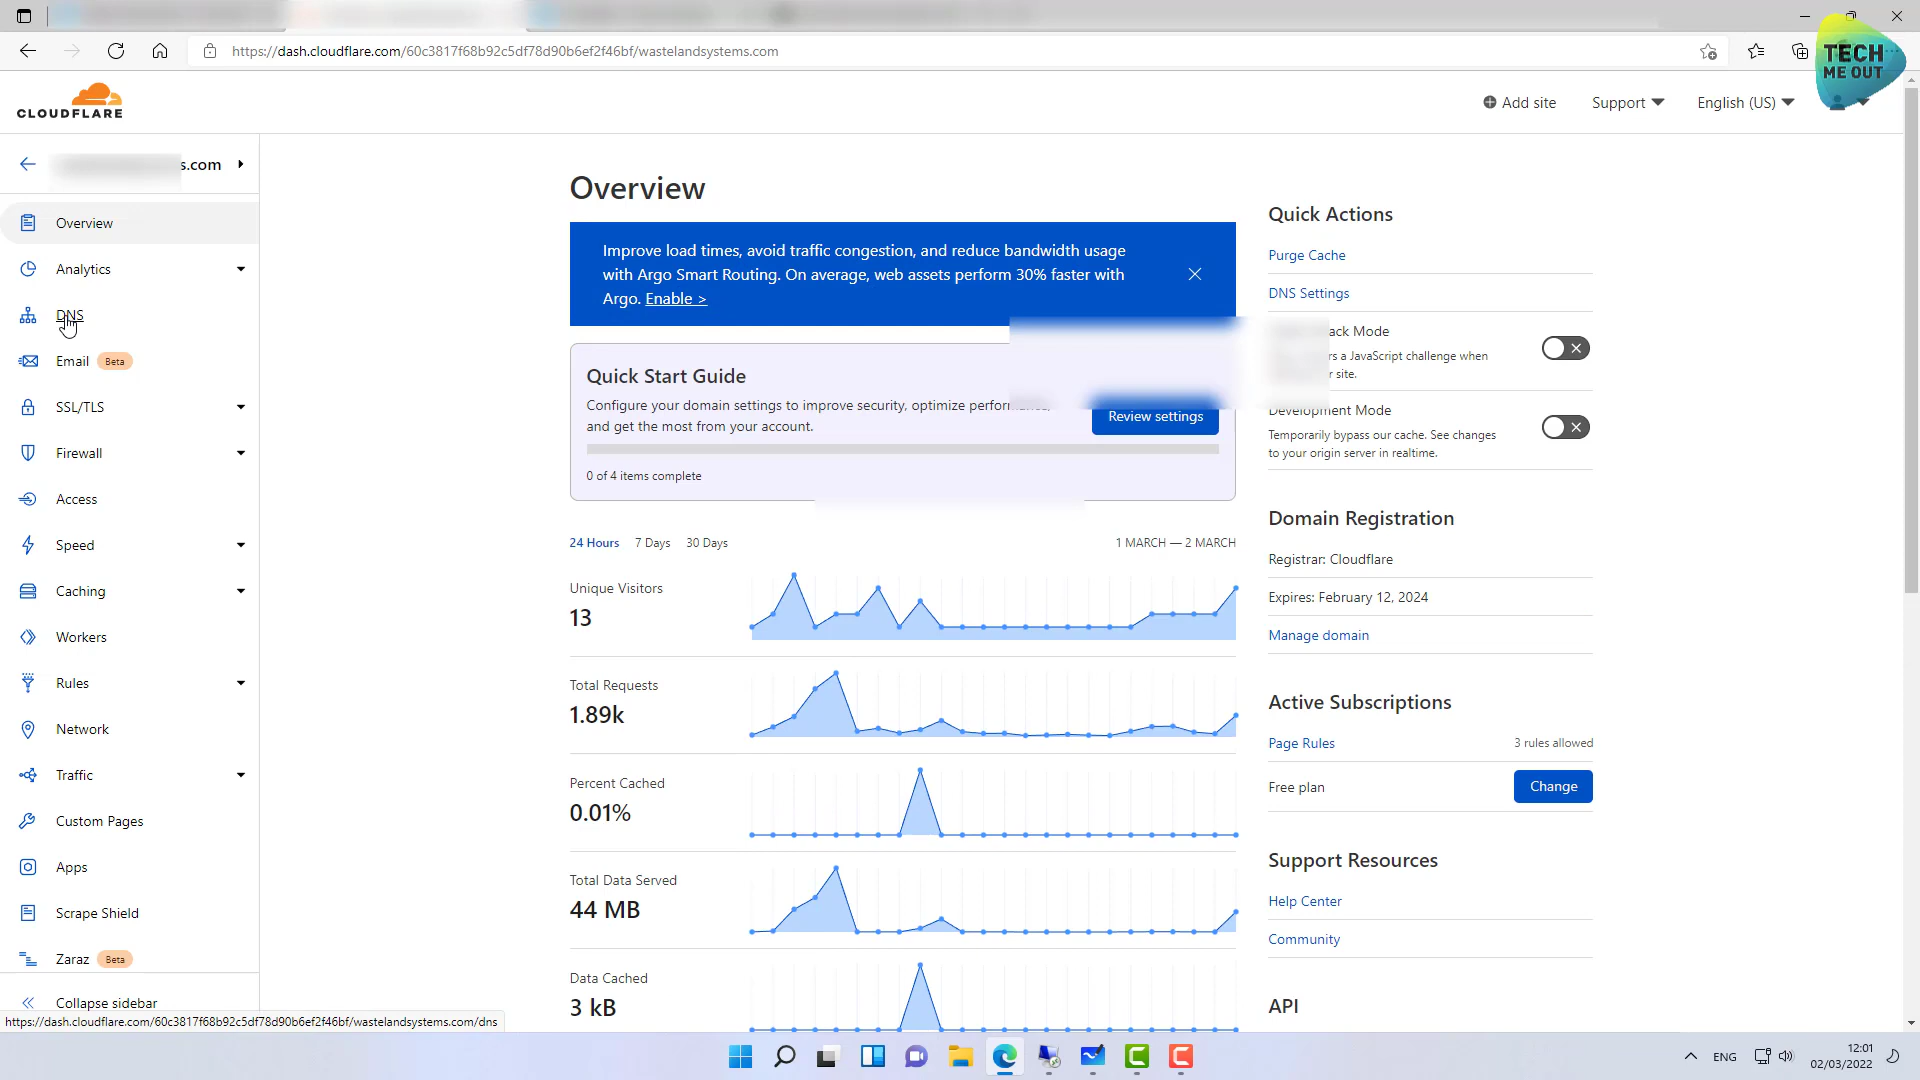 https://dash.cloudflare.com/60c3817f68b92c5df78d90b6ef2f46bf/wastelandsystems.com
TECH
ME OUT
CLOUDFLARE
Add site
Support
English (US)
s.com
Overview
Analytics
DNS
Email Beta
SSL/TLS
Firewall
Access
Speed
Caching
Workers
Rules
Network
Traffic
Custom Pages
Apps
Scrape Shield
Zaraz Beta
Collapse sidebar
https://dash.cloudflare.com/60c3817f68b92c5df78d90b6ef2f46bf/wastelandsystems.com/dns
Overview
Improve load times, avoid traffic congestion, and reduce bandwidth usage
with Argo Smart Routing. On average, web assets perform 30% faster with
Argo. Enable >
Quick Start Guide
Configure your domain settings to improve security, optimize performance,
and get the most from your account.
Review settings
0 of 4 items complete
24 Hours 7 Days 30 Days
1 MARCH — 2 MARCH
Unique Visitors
13
Total Requests
1.89k
Percent Cached
0.01%
Total Data Served
44 MB
Data Cached
3 kB
Quick Actions
Purge Cache
DNS Settings
ack Mode
rs a JavaScript challenge when
r site.
Development Mode
Temporarily bypass our cache. See changes
to your origin server in realtime.
Domain Registration
Registrar: Cloudflare
Expires: February 12, 2024
Manage domain
Active Subscriptions
Page Rules 3 rules allowed
Free plan Change
Support Resources
Help Center
Community
API
ENG
12:01
02/03/2022